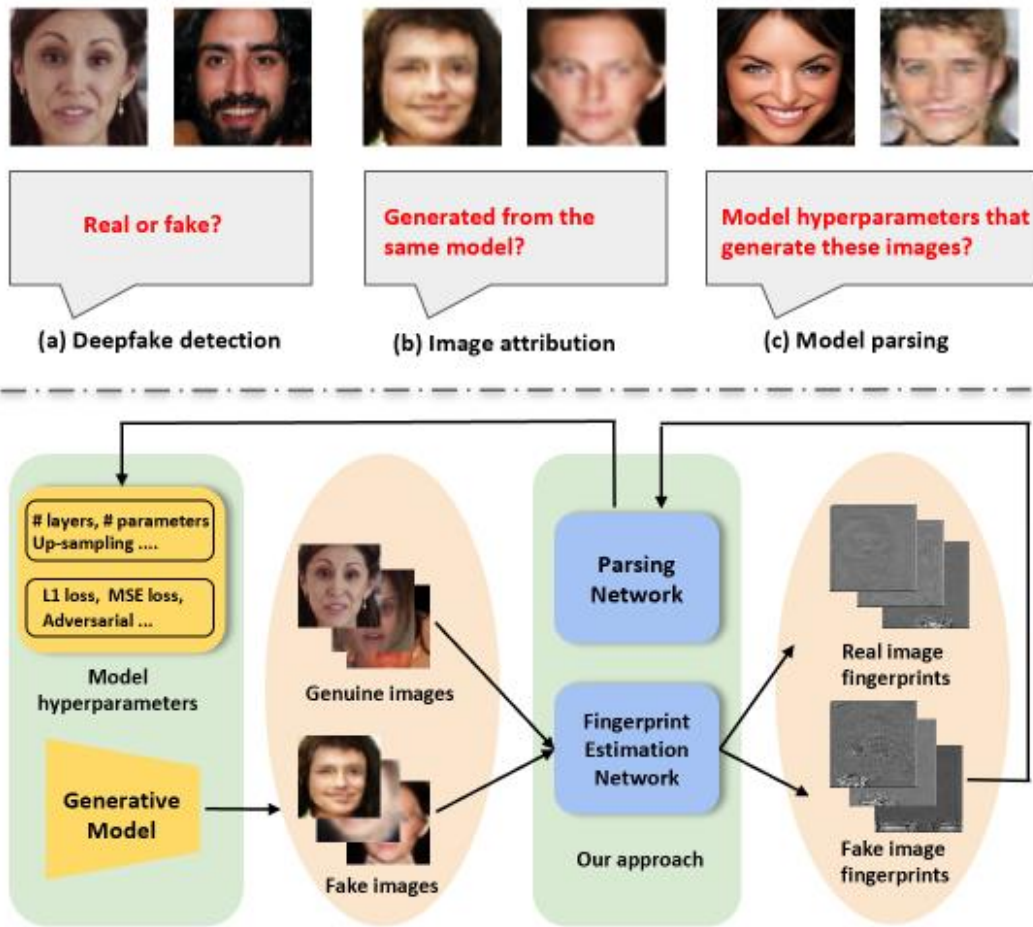 Real or fake?
Generated from the
same model?
Model hyperparameters that
generate these images?
(a) Deepfake detection
(b) Image attribution
(c) Model parsing
# layers, # parameters
Up-sampling ....
L1 loss, MSE loss,
Adversarial ...
Model
hyperparameters
Generative
Model
Genuine images
Fake images
Parsing
Network
Fingerprint
Estimation
Network
Our approach
Real image
fingerprints
Fake image
fingerprints